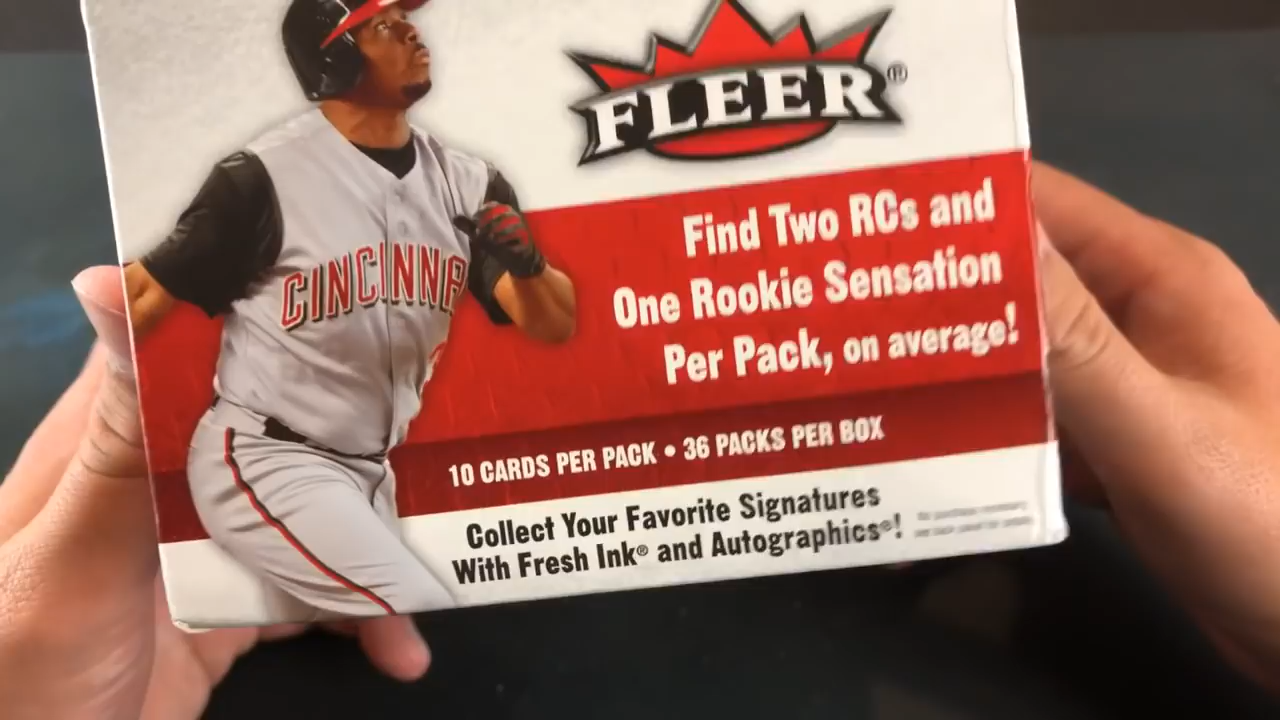 FLEER®
Find Two RCs and
One Rookie Sensation
Per Pack, on average!
10 CARDS PER PACK • 36 PACKS PER BOX
Collect Your Favorite Signatures
With Fresh Ink® and Autographics®!
CINCINNA